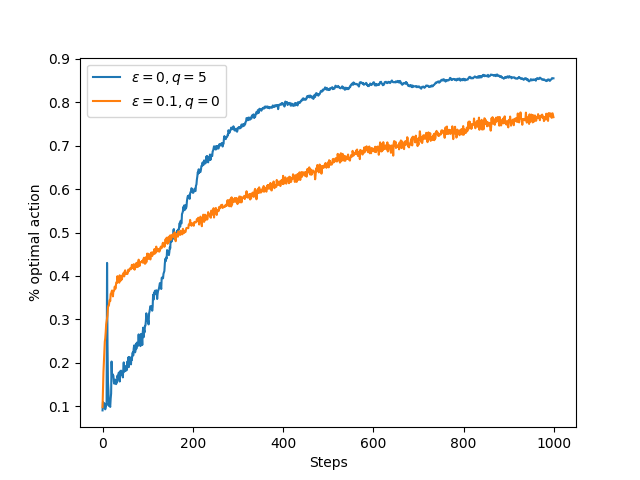 0.9
0.8
0.7
0.6
0.5
0.4
0.3
0.2
0.1
% optimal action
ε = 0, q = 5
ε = 0.1, q = 0
0 200 400 600 800 1000
Steps